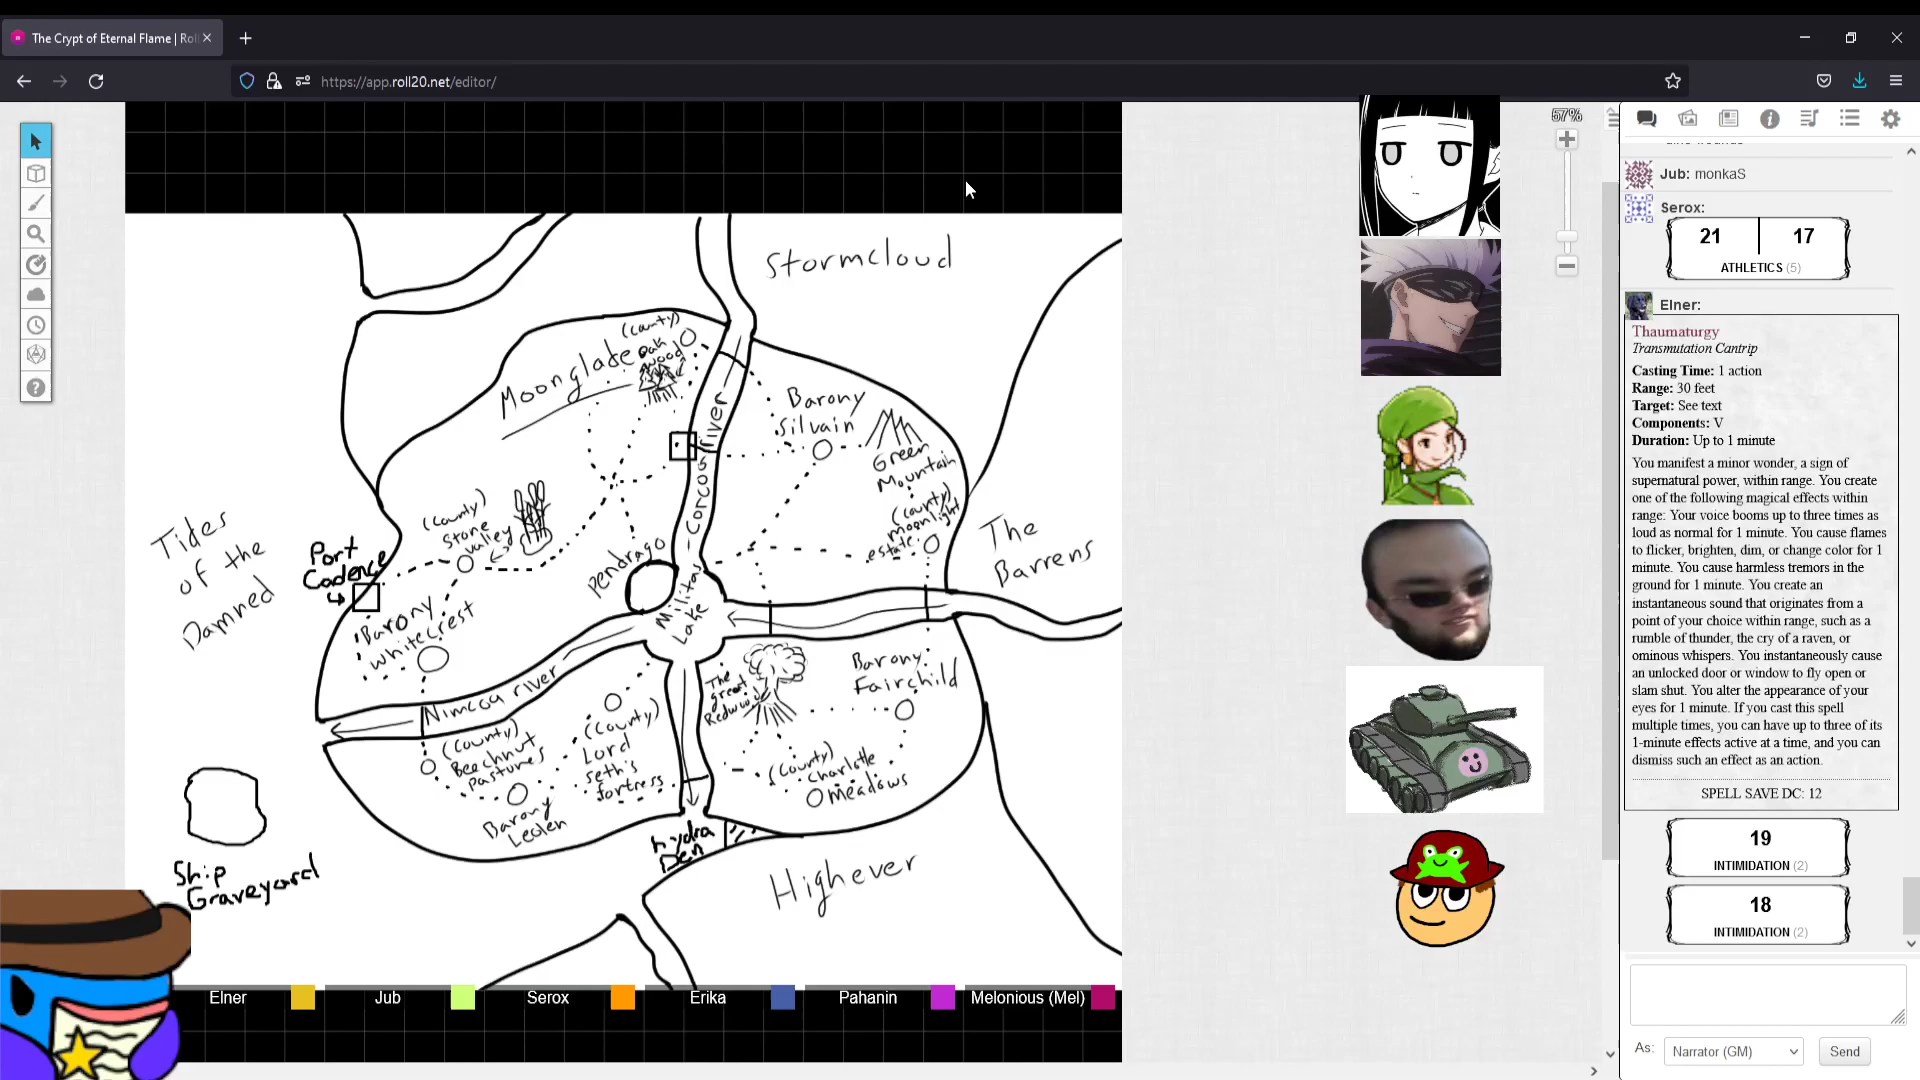 The Crypt of Eternal Flame | Rol
https://app.roll20.net/editor/
57%
Stormcloud
(County)
Oak
Wood
Moonglade
Concoss river
Barony
Silvain
Green
Mountain
(County)
moonlight
estate
(County)
Stone
Valley
Pendrago
Militas
Lake
Tides
of the
Damned
Port
Cadence
The
Barrens
Barony
Whitecrest
Nimcoa river
(County)
Beechnut
Pastures
(County)
Lord
Seth's
fortress
Barony
Leolen
The
great
Redwood
Barony
Fairchild
(County)
Charlotte
Meadows
Hydra
Den
Highever
Ship
Graveyard
Elner
Jub
Serox
Erika
Pahanin
Melonious (Mel)
Jub: monkaS
Serox:
21 17
ATHLETICS (5)
Elner:
Thaumaturgy
Transmutation Cantrip
Casting Time: 1 action
Range: 30 feet
Target: See text
Components: V
Duration: Up to 1 minute
You manifest a minor wonder, a sign of
supernatural power, within range. You create
one of the following magical effects within
range: Your voice booms up to three times as
loud as normal for 1 minute. You cause flames
to flicker, brighten, dim, or change color for 1
minute. You cause harmless tremors in the
ground for 1 minute. You create an
instantaneous sound that originates from a
point of your choice within range, such as a
rumble of thunder, the cry of a raven, or
ominous whispers. You instantaneously cause
an unlocked door or window to fly open or
slam shut. You alter the appearance of your
eyes for 1 minute. If you cast this spell
multiple times, you can have up to three of its
1-minute effects active at a time, and you can
dismiss such an effect as an action.
SPELL SAVE DC: 12
19
INTIMIDATION (2)
18
INTIMIDATION (2)
As:
Narrator (GM)
Send